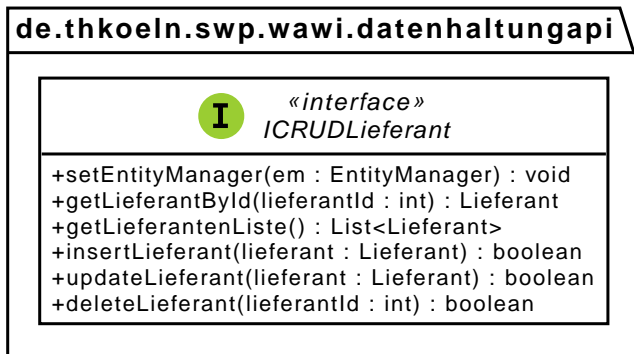 de.thkoeln.swp.wawi.datenhaltungapi
I
«interface»
ICRUDLieferant
+setEntityManager(em : EntityManager) : void
+getLieferantById(lieferantId : int) : Lieferant
+getLieferantenListe() : List<Lieferant>
+insertLieferant(lieferant : Lieferant) : boolean
+updateLieferant(lieferant : Lieferant) : boolean
+deleteLieferant(lieferantId : int) : boolean